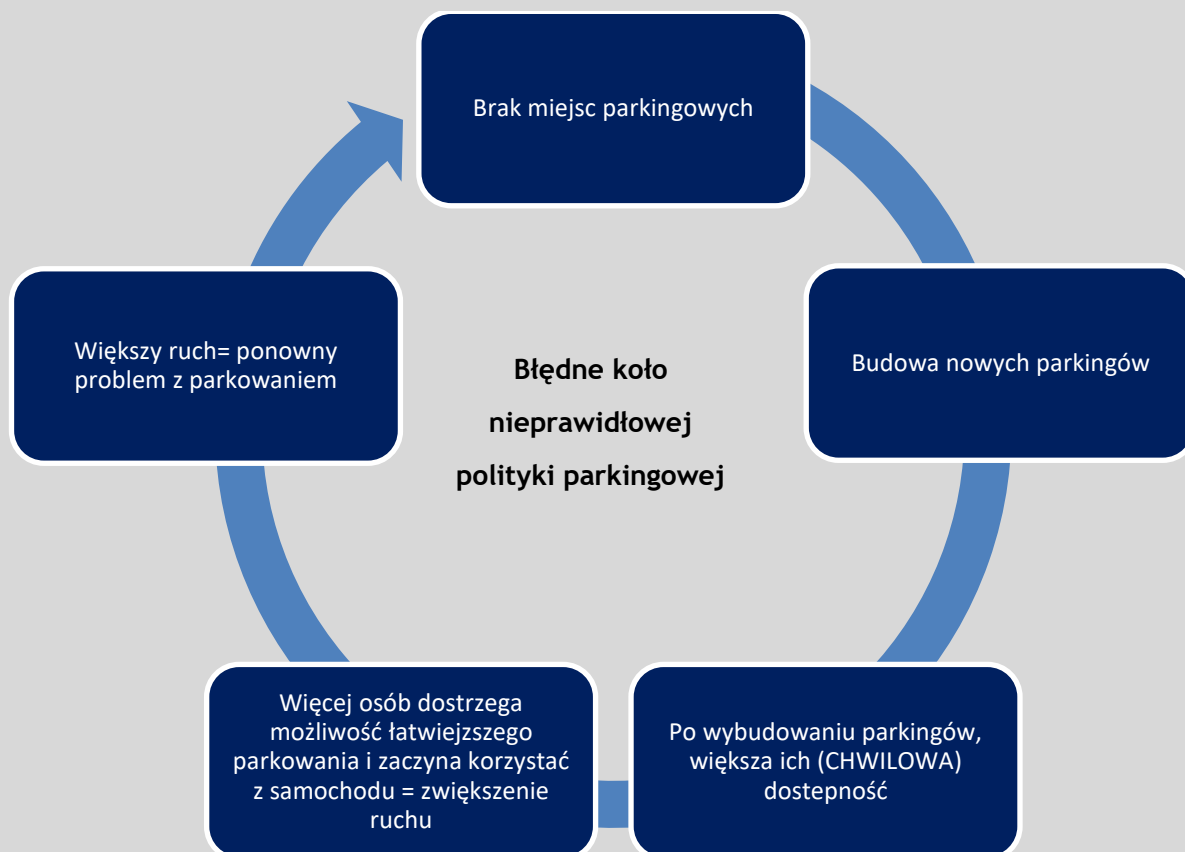 Brak miejsc parkingowych
Budowa nowych parkingów
Po wybudowaniu parkingów,
większa ich (CHWILOWA)
dostepność
Więcej osób dostrzega
możliwość łatwiejzszego
parkowania i zaczyna korzystać
z samochodu = zwiększenie
ruchu
Większy ruch= ponowny
problem z parkowaniem
Błędne koło
nieprawidłowej
polityki parkingowej